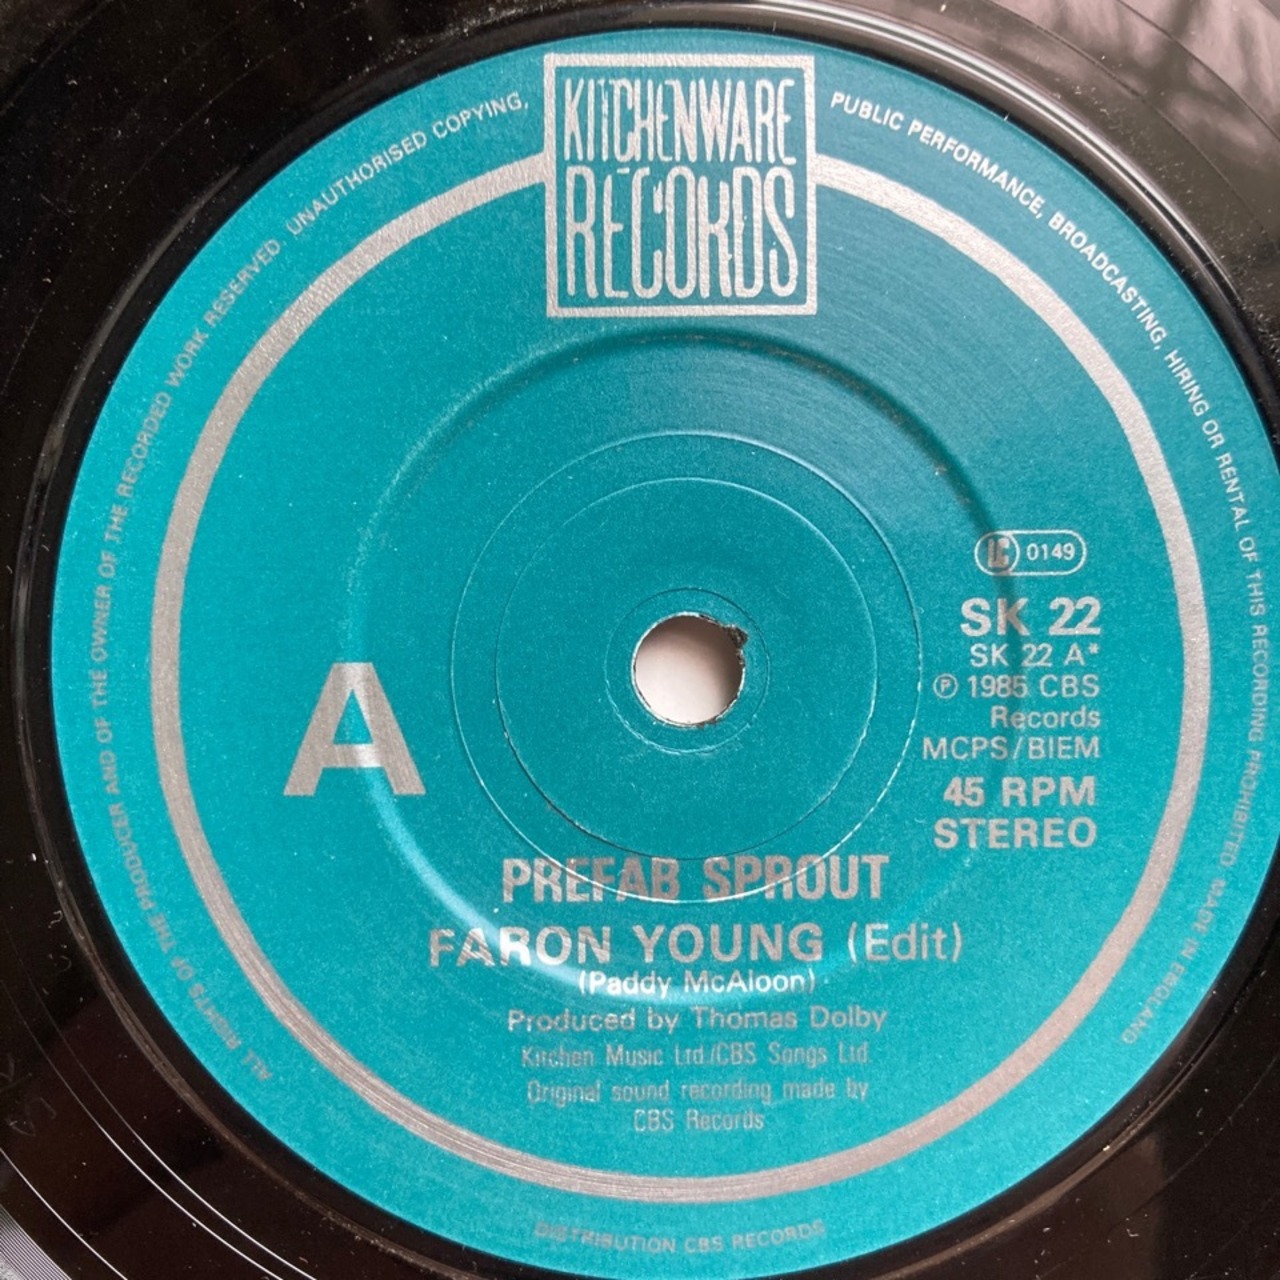 KITCHENWARE
RECORDS
ALL RIGHTS OF THE PRODUCER AND OF THE OWNER OF THE RECORDED WORK RESERVED. UNAUTHORISED COPYING, PUBLIC PERFORMANCE, BROADCASTING, HIRING OR RENTAL OF THIS RECORDING PROHIBITED. MADE IN ENGLAND
LC 0149
SK 22
SK 22 A*
℗ 1985 CBS
Records
MCPS/BIEM
45 RPM
STEREO
A
PREFAB SPROUT
FARON YOUNG (Edit)
(Paddy McAloon)
Produced by Thomas Dolby
Kitchen Music Ltd./CBS Songs Ltd.
Original sound recording made by
CBS Records
DISTRIBUTION CBS RECORDS